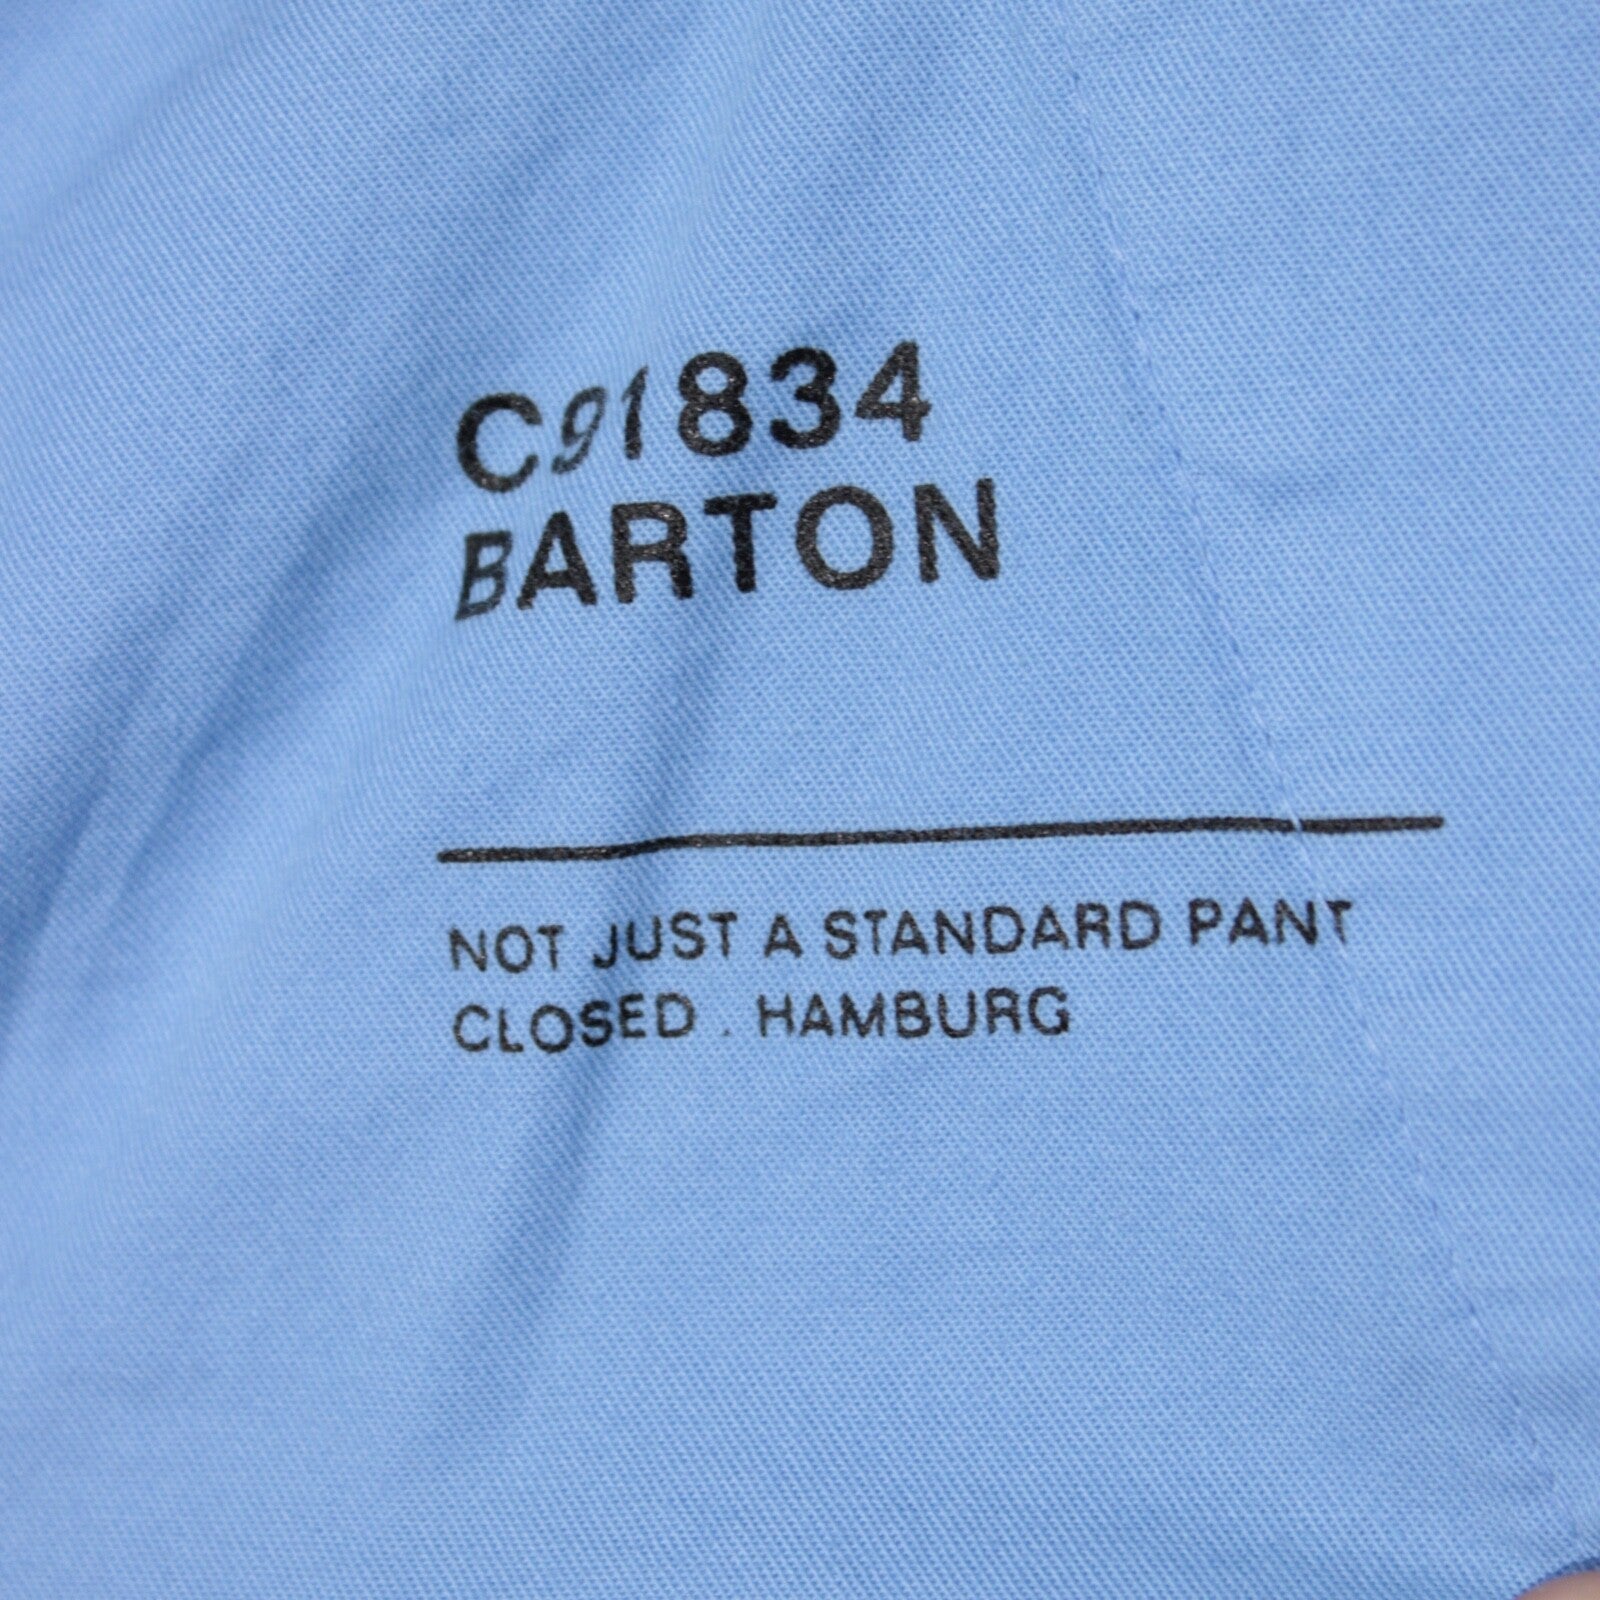 C91834
BARTON
NOT JUST A STANDARD PANT
CLOSED . HAMBURG